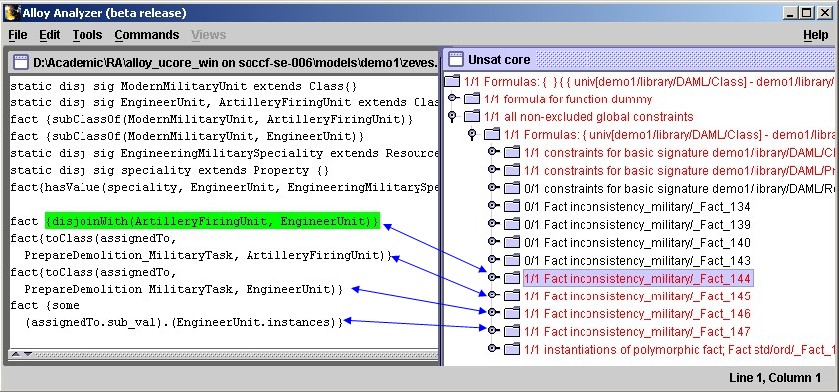 Alloy Analyzer (beta release)
File Edit Tools Commands Views Help
D:\Academic\RA\alloy_ucore_win on soccf-se-006\models\demo1\zeves.
static disj sig ModernMilitaryUnit extends Class{}
static disj sig EngineerUnit, ArtilleryFiringUnit extends Clas
fact {subClassOf(ModernMilitaryUnit, ArtilleryFiringUnit)}
fact {subClassOf(ModernMilitaryUnit, EngineerUnit)}
static disj sig EngineeringMilitarySpeciality extends Resource
static disj sig speciality extends Property {}
fact{hasValue(speciality, EngineerUnit, EngineeringMilitarySpe
fact {disjoinWith(ArtilleryFiringUnit, EngineerUnit)}
fact{toClass(assignedTo,
PrepareDemolition_MilitaryTask, ArtilleryFiringUnit)}
fact{toClass(assignedTo,
PrepareDemolition_MilitaryTask, EngineerUnit)}
fact {some
(assignedTo.sub_val).(EngineerUnit.instances)}
Unsat core
1/1 Formulas: { }{{ univ[demo1/library/DAML/Class] - demo1/library/
1/1 formula for function dummy
1/1 all non-excluded global constraints
1/1 Formulas: {univ[demo1/library/DAML/Class] - demo1/library/
1/1 constraints for basic signature demo1/library/DAML/Cl
1/1 constraints for basic signature demo1/library/DAML/Pr
0/1 constraints for basic signature demo1/library/DAML/Re
0/1 Fact inconsistency_military/_Fact_134
0/1 Fact inconsistency_military/_Fact_139
0/1 Fact inconsistency_military/_Fact_140
0/1 Fact inconsistency_military/_Fact_143
1/1 Fact inconsistency_military/_Fact_144
1/1 Fact inconsistency_military/_Fact_145
1/1 Fact inconsistency_military/_Fact_146
1/1 Fact inconsistency_military/_Fact_147
1/1 instantiations of polymorphic fact; Fact std/ord/_Fact_1
Line 1, Column 1